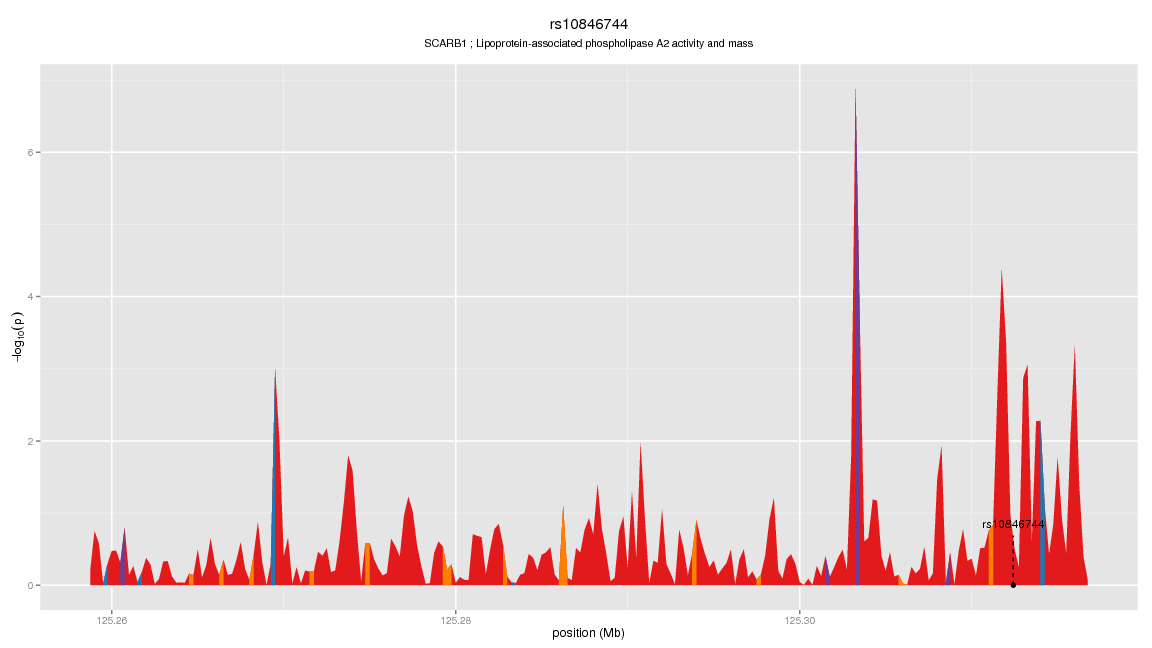 rs10846744
SCARB1 ; Lipoprotein-associated phospholipase A2 activity and mass
−log10(p)
6
4
2
0
rs10846744
125.26
125.28
125.30
position (Mb)